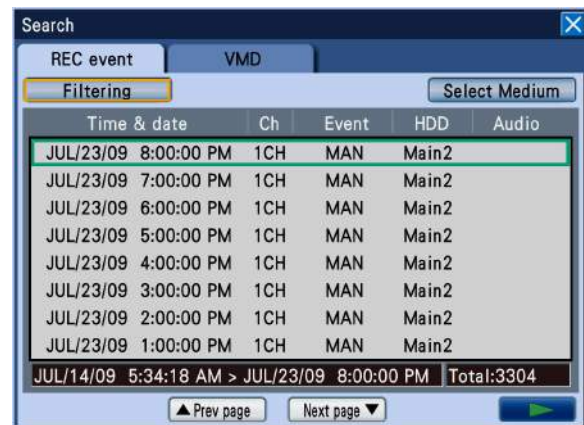 Search
REC event VMD
Filtering Select Medium
Time & date Ch Event HDD Audio
JUL/23/09 8:00:00 PM 1CH MAN Main2
JUL/23/09 7:00:00 PM 1CH MAN Main2
JUL/23/09 6:00:00 PM 1CH MAN Main2
JUL/23/09 5:00:00 PM 1CH MAN Main2
JUL/23/09 4:00:00 PM 1CH MAN Main2
JUL/23/09 3:00:00 PM 1CH MAN Main2
JUL/23/09 2:00:00 PM 1CH MAN Main2
JUL/23/09 1:00:00 PM 1CH MAN Main2
JUL/14/09 5:34:18 AM > JUL/23/09 8:00:00 PM Total:3304
▲ Prev page Next page ▼